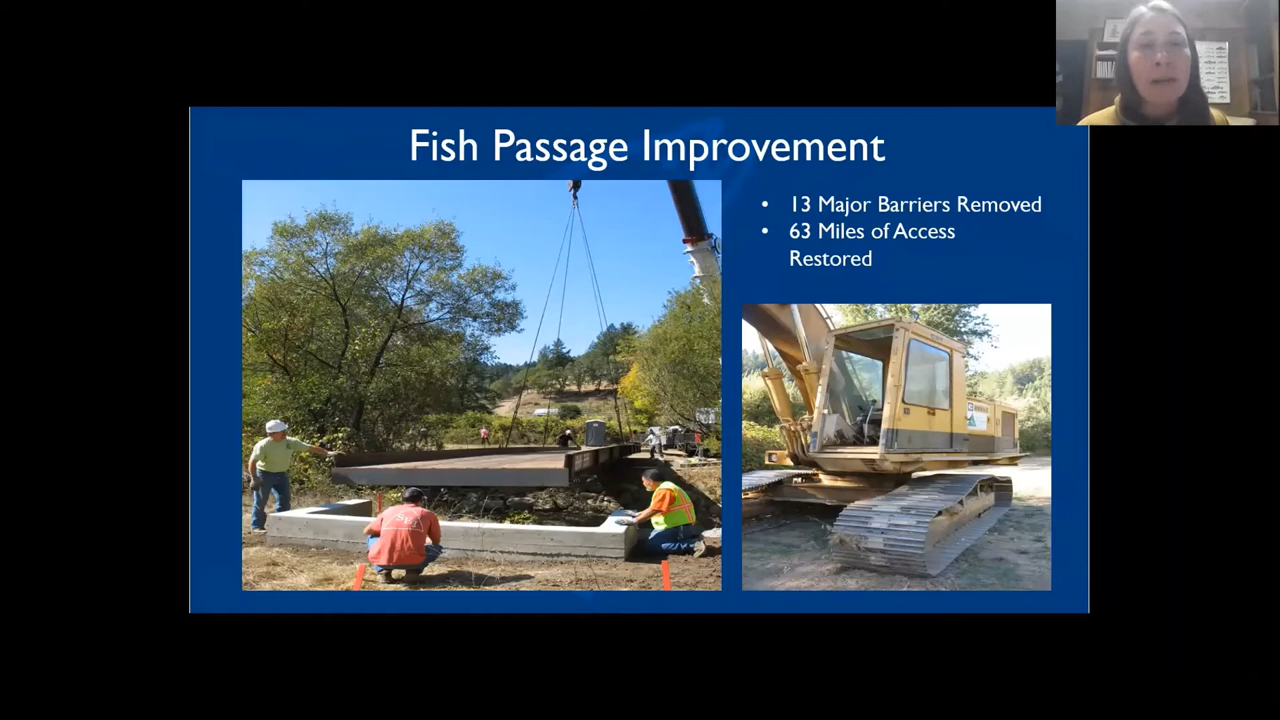 Fish Passage Improvement
• 13 Major Barriers Removed
• 63 Miles of Access
Restored